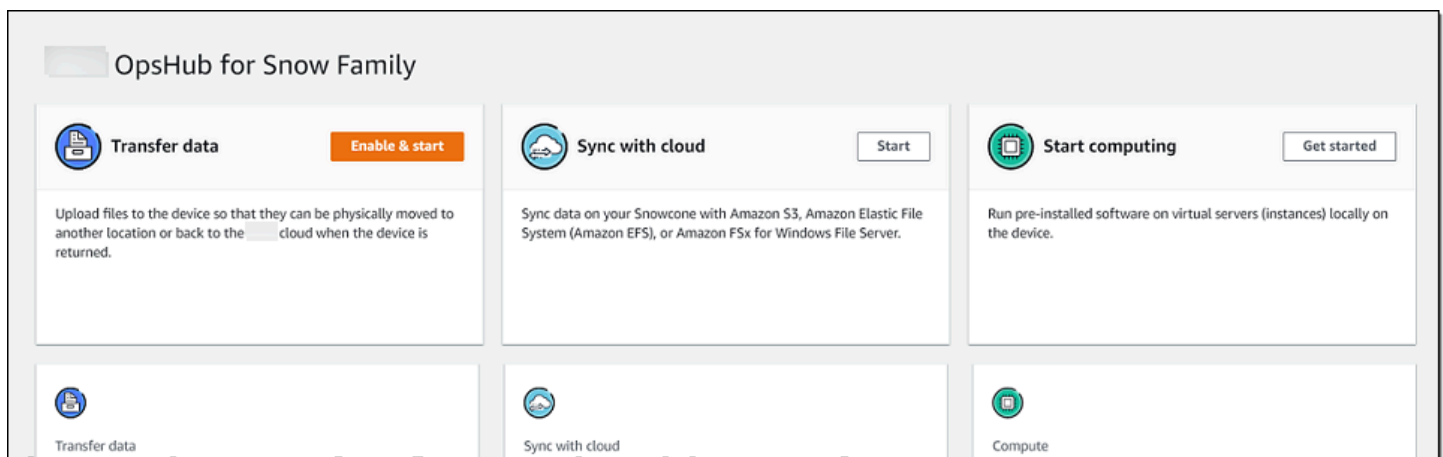 OpsHub for Snow Family
Transfer data
Enable & start
Upload files to the device so that they can be physically moved to
another location or back to the cloud when the device is
returned.
Sync with cloud
Start
Sync data on your Snowcone with Amazon S3, Amazon Elastic File
System (Amazon EFS), or Amazon FSx for Windows File Server.
Start computing
Get started
Run pre-installed software on virtual servers (instances) locally on
the device.
Transfer data
Sync with cloud
Compute